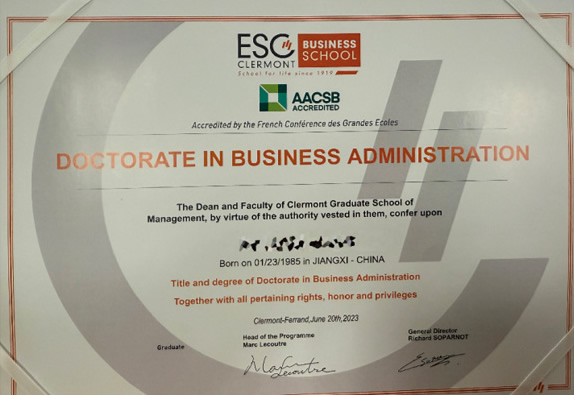 ESC
BUSINESS
SCHOOL
CLERMONT
School for life since 1919
AACSB
ACCREDITED
Accredited by the French Conférence des Grandes Ecoles
DOCTORATE IN BUSINESS ADMINISTRATION
The Dean and Faculty of Clermont Graduate School of
Management, by virtue of the authority vested in them, confer upon
Born on 01/23/1985 in JIANGXI - CHINA
Title and degree of Doctorate in Business Administration
Together with all pertaining rights, honor and privileges
Clermont-Ferrand,June 20th,2023
Graduate
Head of the Programme
Marc Lecoutre
General Director
Richard SOPARNOT